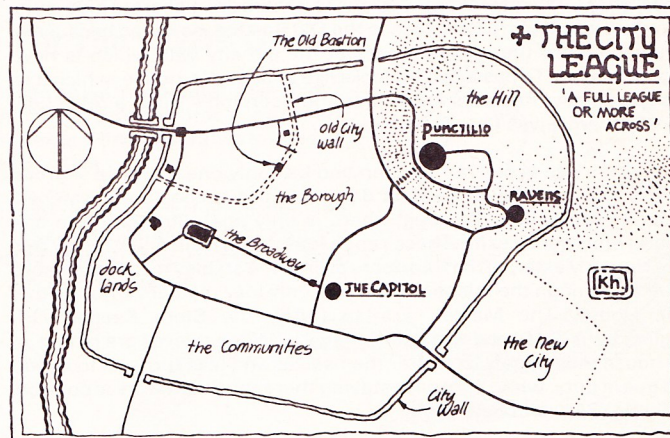 THE CITY
LEAGUE
'A FULL LEAGUE
OR MORE
ACROSS'
The Old Bastion
the Hill
old City
wall
PUNCTILIO
the Borough
RAVENS
the Broadway
dock
lands
THE CAPITOL
kh.
the Communities
the new
City
City
Wall